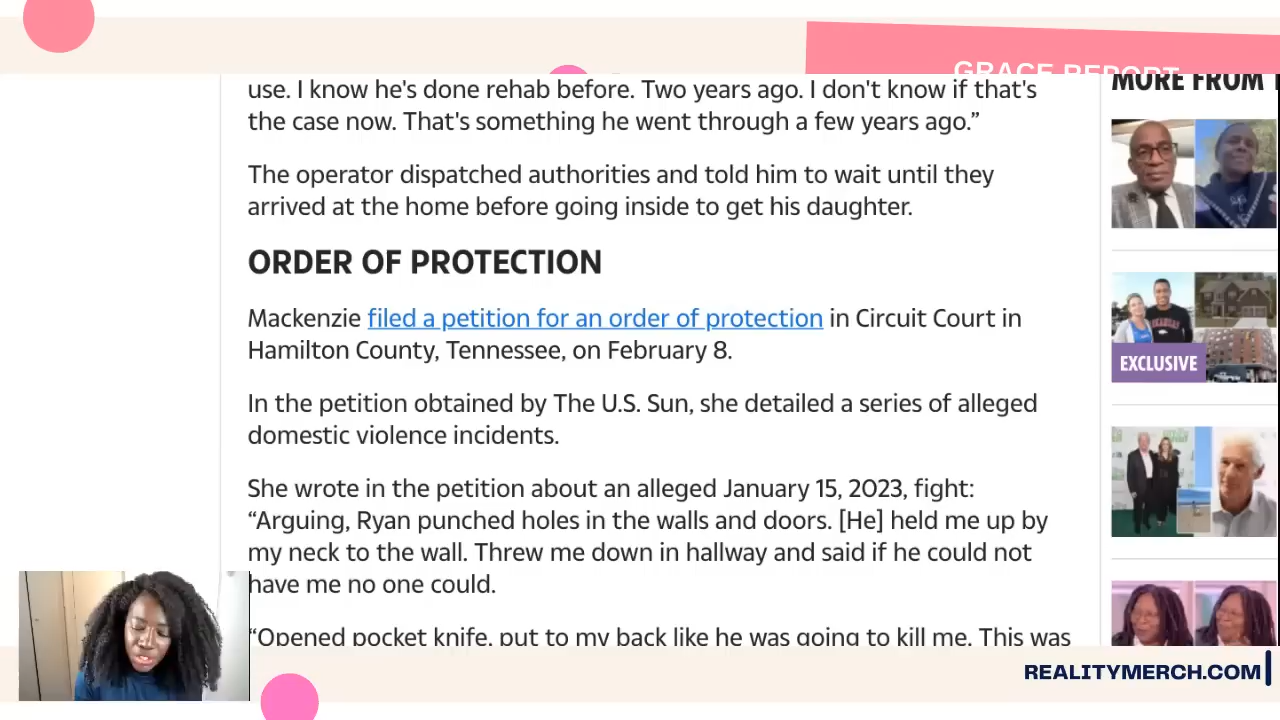 GRACE REPORT
MORE FROM
use. I know he's done rehab before. Two years ago. I don't know if that's
the case now. That's something he went through a few years ago.”
The operator dispatched authorities and told him to wait until they
arrived at the home before going inside to get his daughter.
ORDER OF PROTECTION
Mackenzie filed a petition for an order of protection in Circuit Court in
Hamilton County, Tennessee, on February 8.
In the petition obtained by The U.S. Sun, she detailed a series of alleged
domestic violence incidents.
She wrote in the petition about an alleged January 15, 2023, fight:
“Arguing, Ryan punched holes in the walls and doors. [He] held me up by
my neck to the wall. Threw me down in hallway and said if he could not
have me no one could.
“Opened pocket knife, put to my back like he was going to kill me. This was
EXCLUSIVE
REALITYMERCH.COM